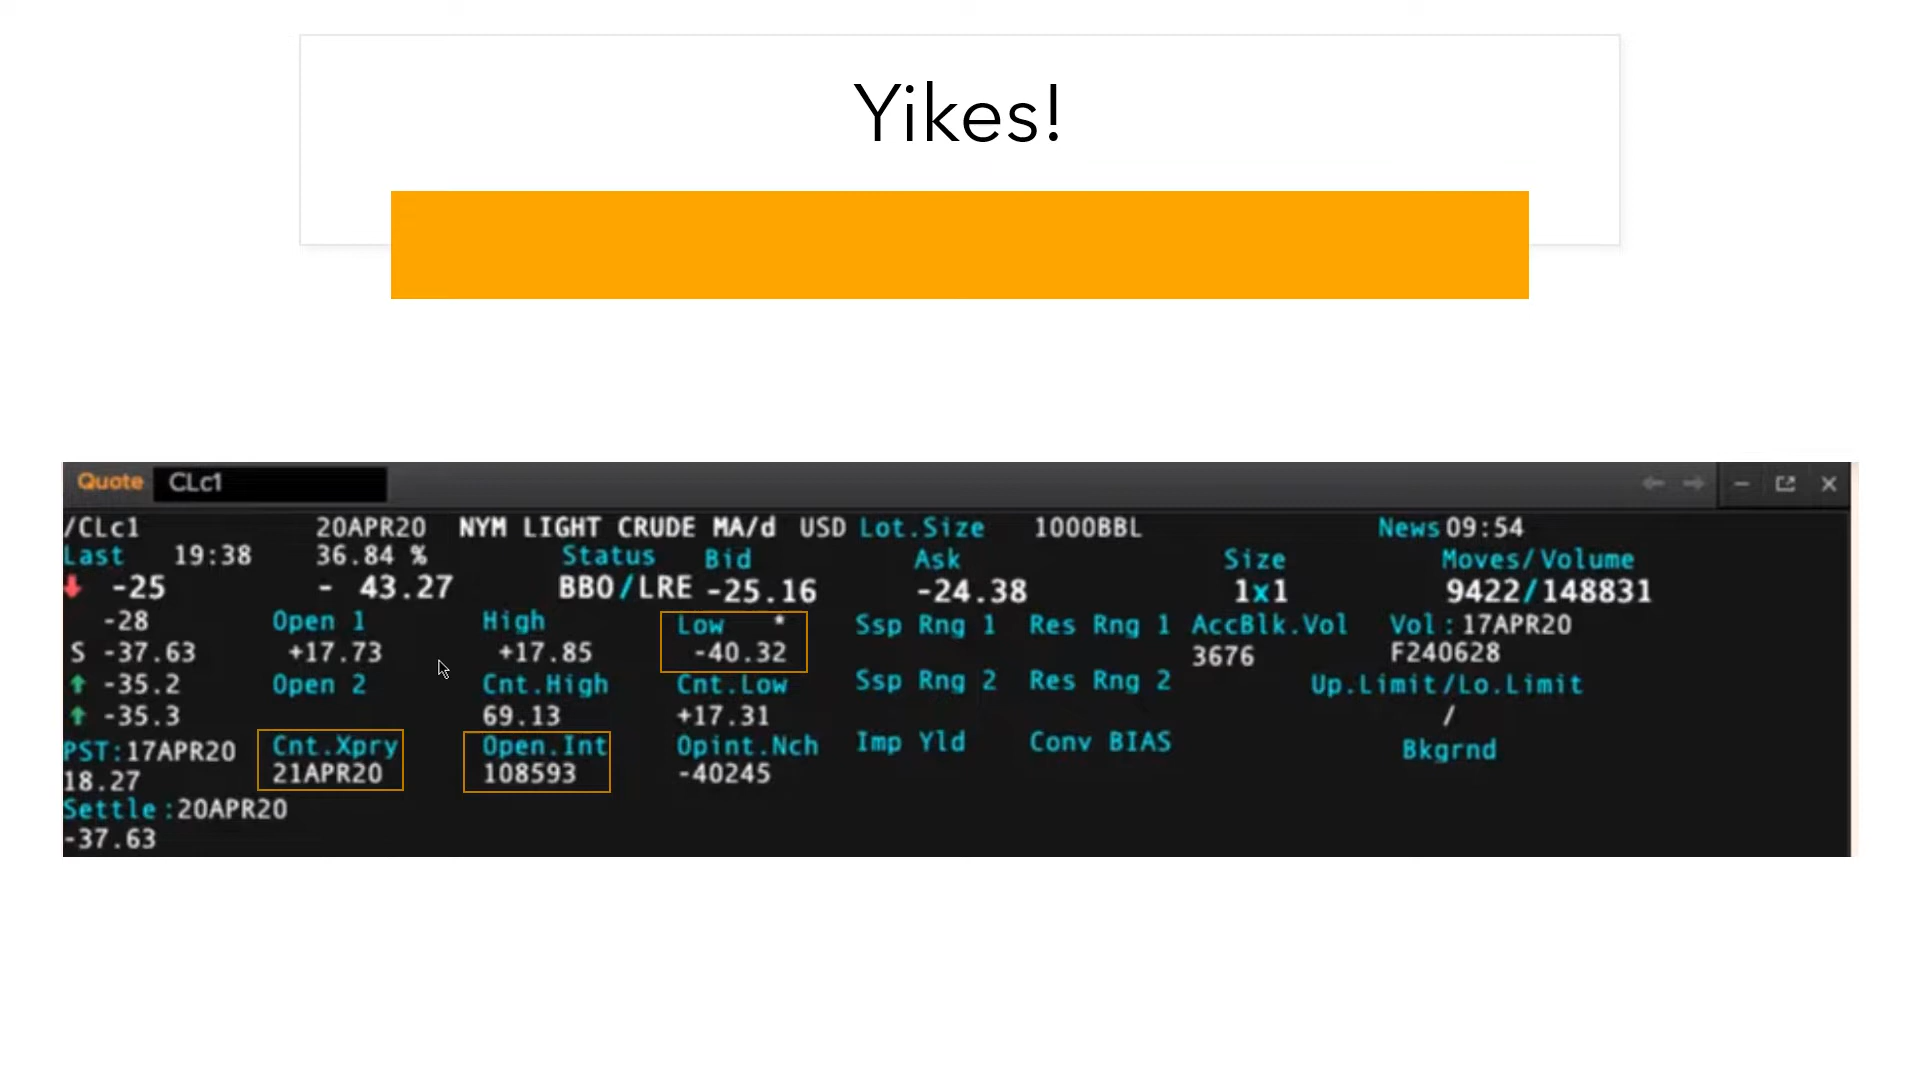 Yikes!
Quote CLc1
/CLc1 20APR20 NYM LIGHT CRUDE MA/d USD Lot.Size 1000BBL News 09:54
Last 19:38 36.84 % Status Bid Ask Size Moves/Volume
-25 - 43.27 BBO/LRE -25.16 -24.38 1x1 9422/148831
-28 Open 1 High Low * Ssp Rng 1 Res Rng 1 AccBlk.Vol Vol: 17APR20
S -37.63 +17.73 +17.85 -40.32 3676 F240628
-35.2 Open 2 Cnt.High Cnt.Low Ssp Rng 2 Res Rng 2 Up.Limit/Lo.Limit
-35.3 69.13 +17.31 /
PST:17APR20 Cnt.Xpry Open.Int Opint.Nch Imp Yld Conv BIAS Bkgrnd
18.27 21APR20 108593 -40245
Settle:20APR20
-37.63